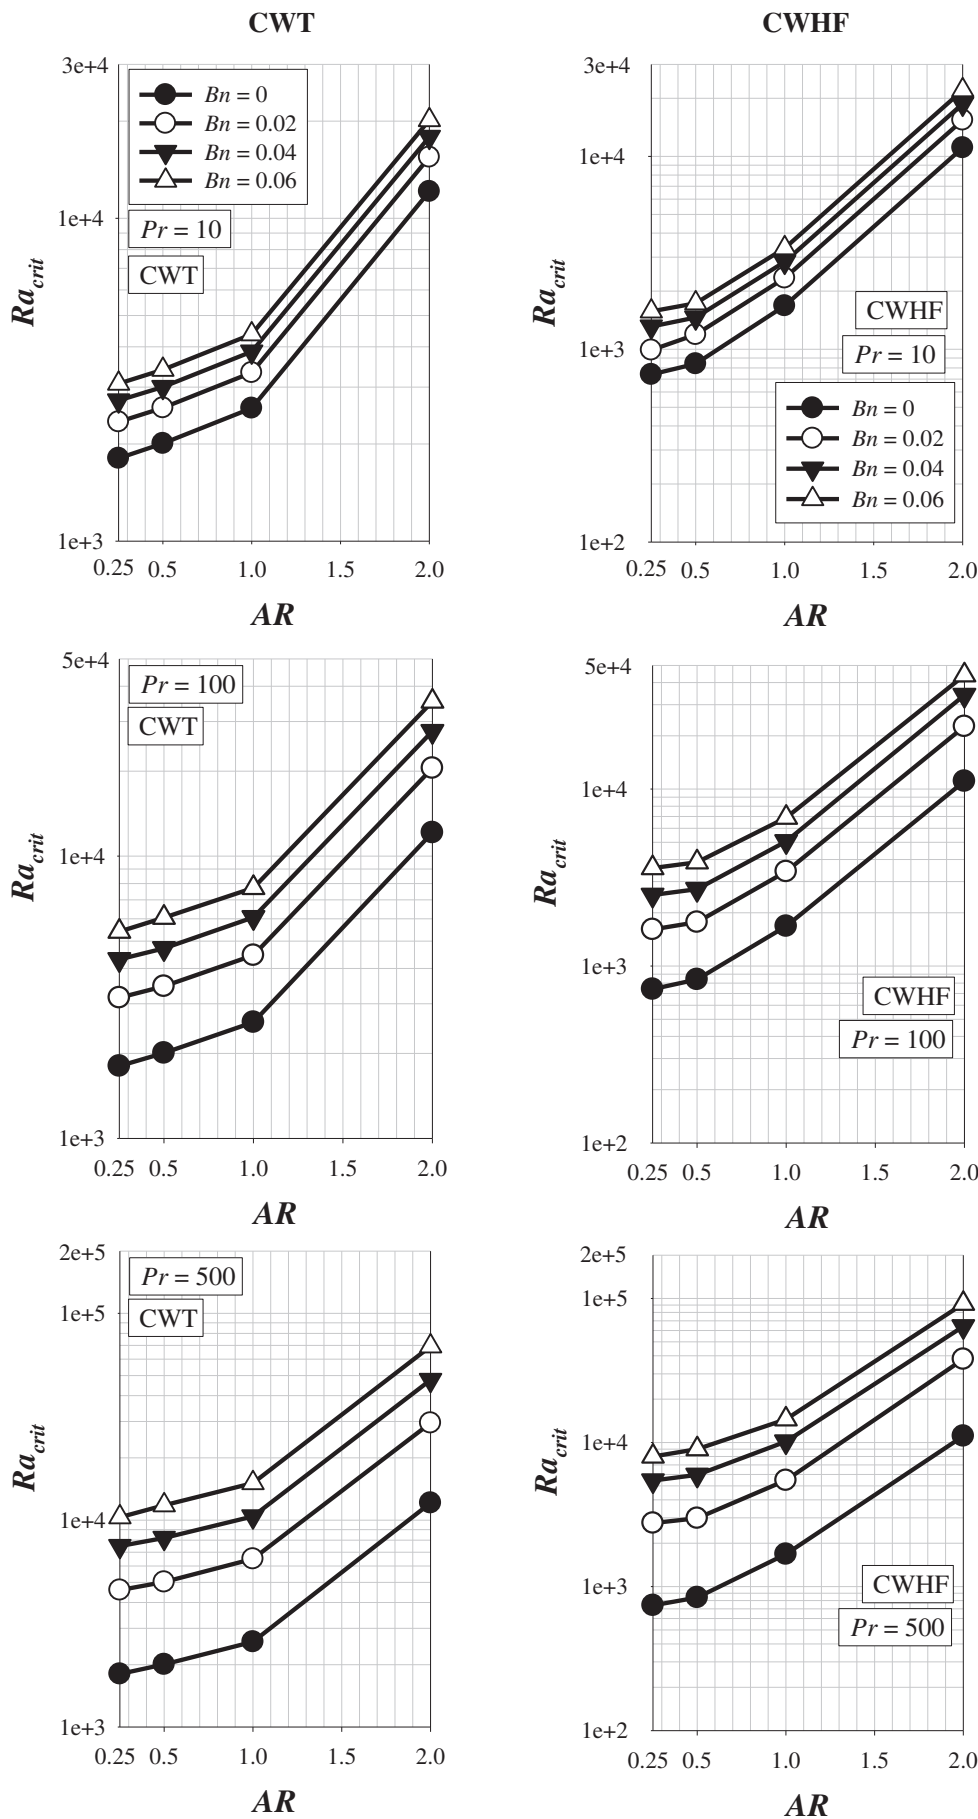 CWT
CWHF
3e+4
Bn = 0
Bn = 0.02
Bn = 0.04
Bn = 0.06
Pr = 10
CWT
1e+4
1e+3
Ra_crit
0.25 0.5 1.0 1.5 2.0
AR
3e+4
1e+4
1e+3
1e+2
Ra_crit
CWHF
Pr = 10
Bn = 0
Bn = 0.02
Bn = 0.04
Bn = 0.06
0.25 0.5 1.0 1.5 2.0
AR
5e+4
Pr = 100
CWT
1e+4
1e+3
Ra_crit
0.25 0.5 1.0 1.5 2.0
AR
5e+4
1e+4
1e+3
1e+2
Ra_crit
CWHF
Pr = 100
0.25 0.5 1.0 1.5 2.0
AR
2e+5
Pr = 500
1e+5
CWT
1e+4
1e+3
Ra_crit
0.25 0.5 1.0 1.5 2.0
AR
2e+5
1e+5
1e+4
1e+3
1e+2
Ra_crit
CWHF
Pr = 500
0.25 0.5 1.0 1.5 2.0
AR